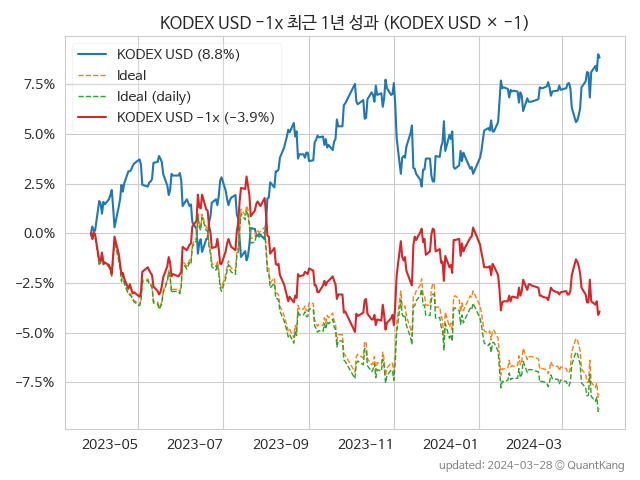 KODEX USD -1x 최근 1년 성과 (KODEX USD × -1)
KODEX USD (8.8%)
Ideal
Ideal (daily)
KODEX USD -1x (-3.9%)
7.5%
5.0%
2.5%
0.0%
-2.5%
-5.0%
-7.5%
2023-05 2023-07 2023-09 2023-11 2024-01 2024-03
updated: 2024-03-28 © QuantKang